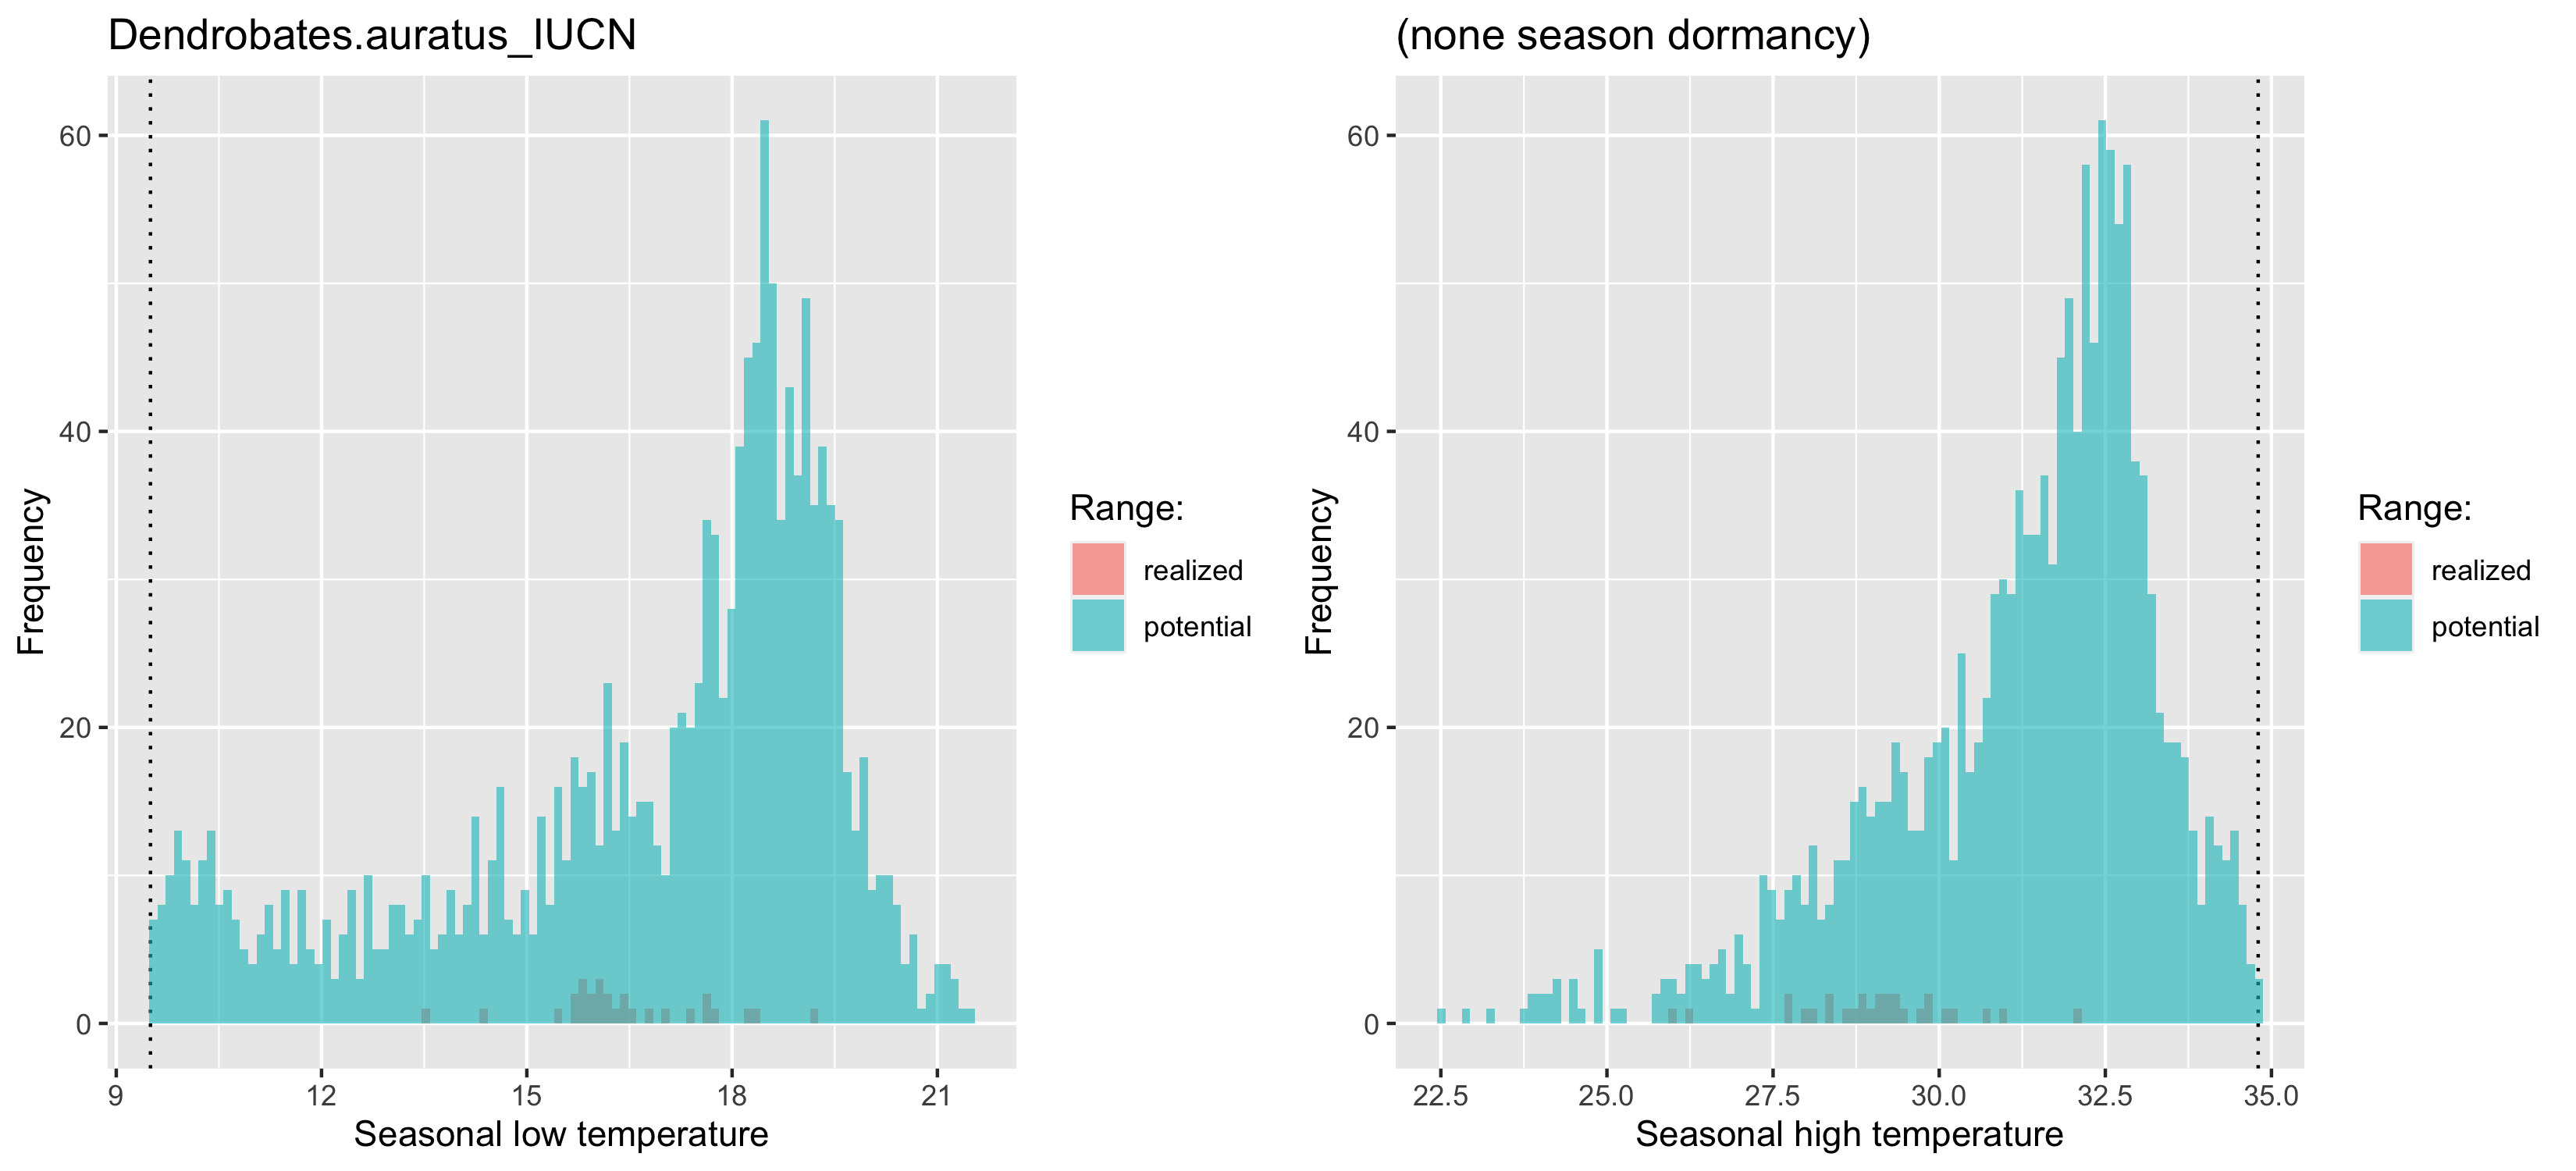 Dendrobates.auratus_IUCN
Frequency
60
40
20
0
9 12 15 18 21
Seasonal low temperature
Range:
realized
potential
(none season dormancy)
Frequency
60
40
20
0
22.5 25.0 27.5 30.0 32.5 35.0
Seasonal high temperature
Range:
realized
potential